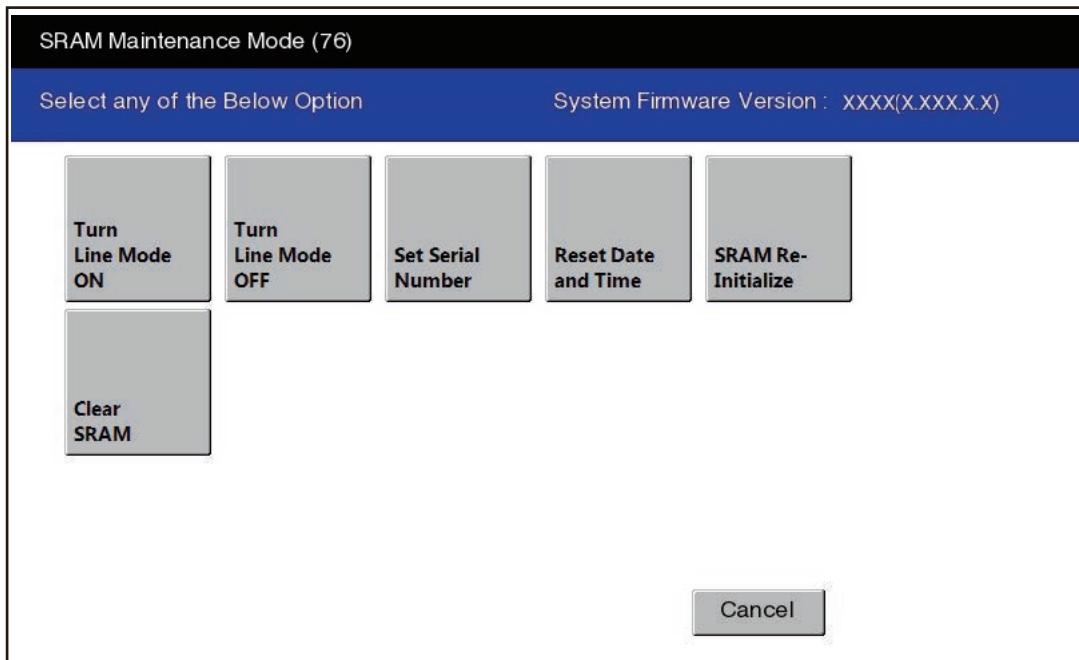 SRAM Maintenance Mode (76)
Select any of the Below Option
System Firmware Version : XXXX(X.XXX.X.X)
Turn
Line Mode
ON
Turn
Line Mode
OFF
Set Serial
Number
Reset Date
and Time
SRAM Re-
Initialize
Clear
SRAM
Cancel